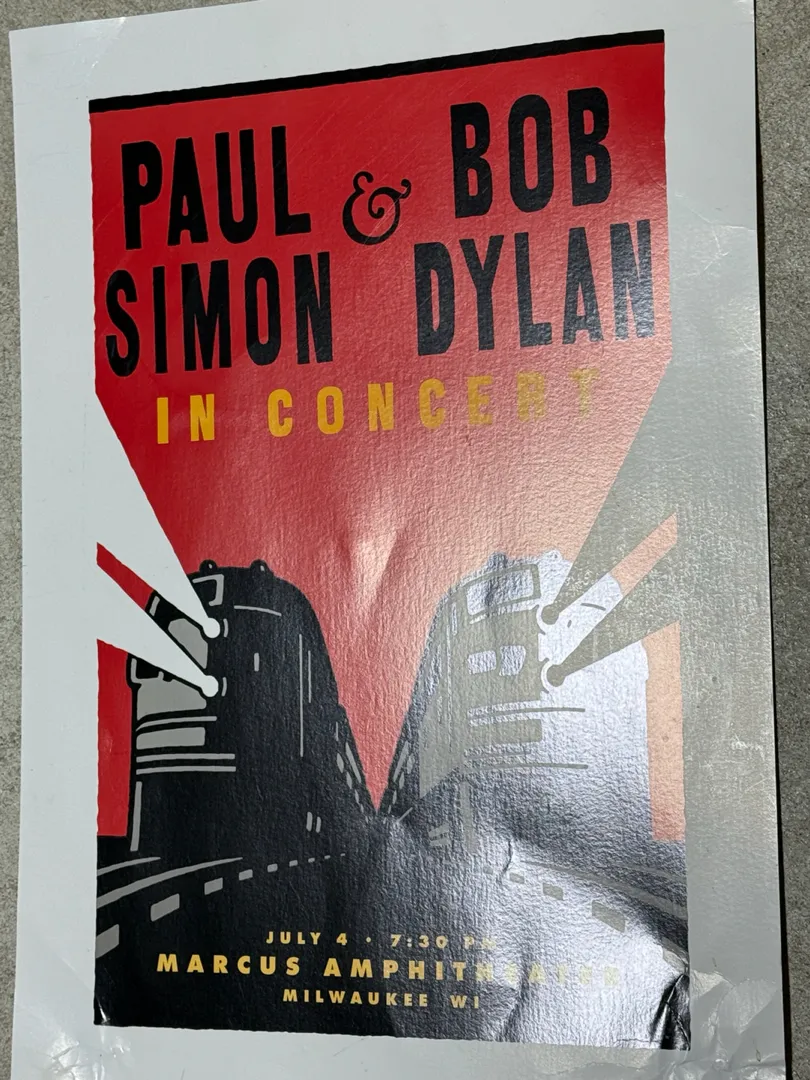 PAUL & BOB
SIMON DYLAN
IN CONCERT
JULY 4 • 7:30 PM
MARCUS AMPHITHEATER
MILWAUKEE WI